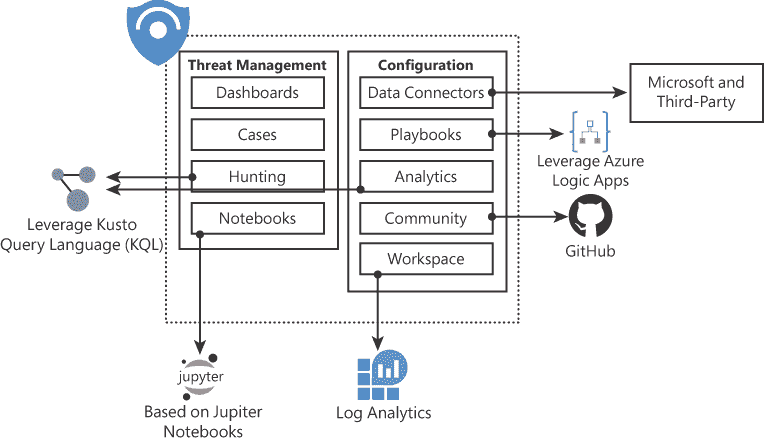 Threat Management
Dashboards
Cases
Hunting
Notebooks
Configuration
Data Connectors
Playbooks
Analytics
Community
Workspace
Microsoft and
Third-Party
Leverage Azure
Logic Apps
GitHub
Leverage Kusto
Query Language (KQL)
jupyter
Based on Jupiter
Notebooks
Log Analytics